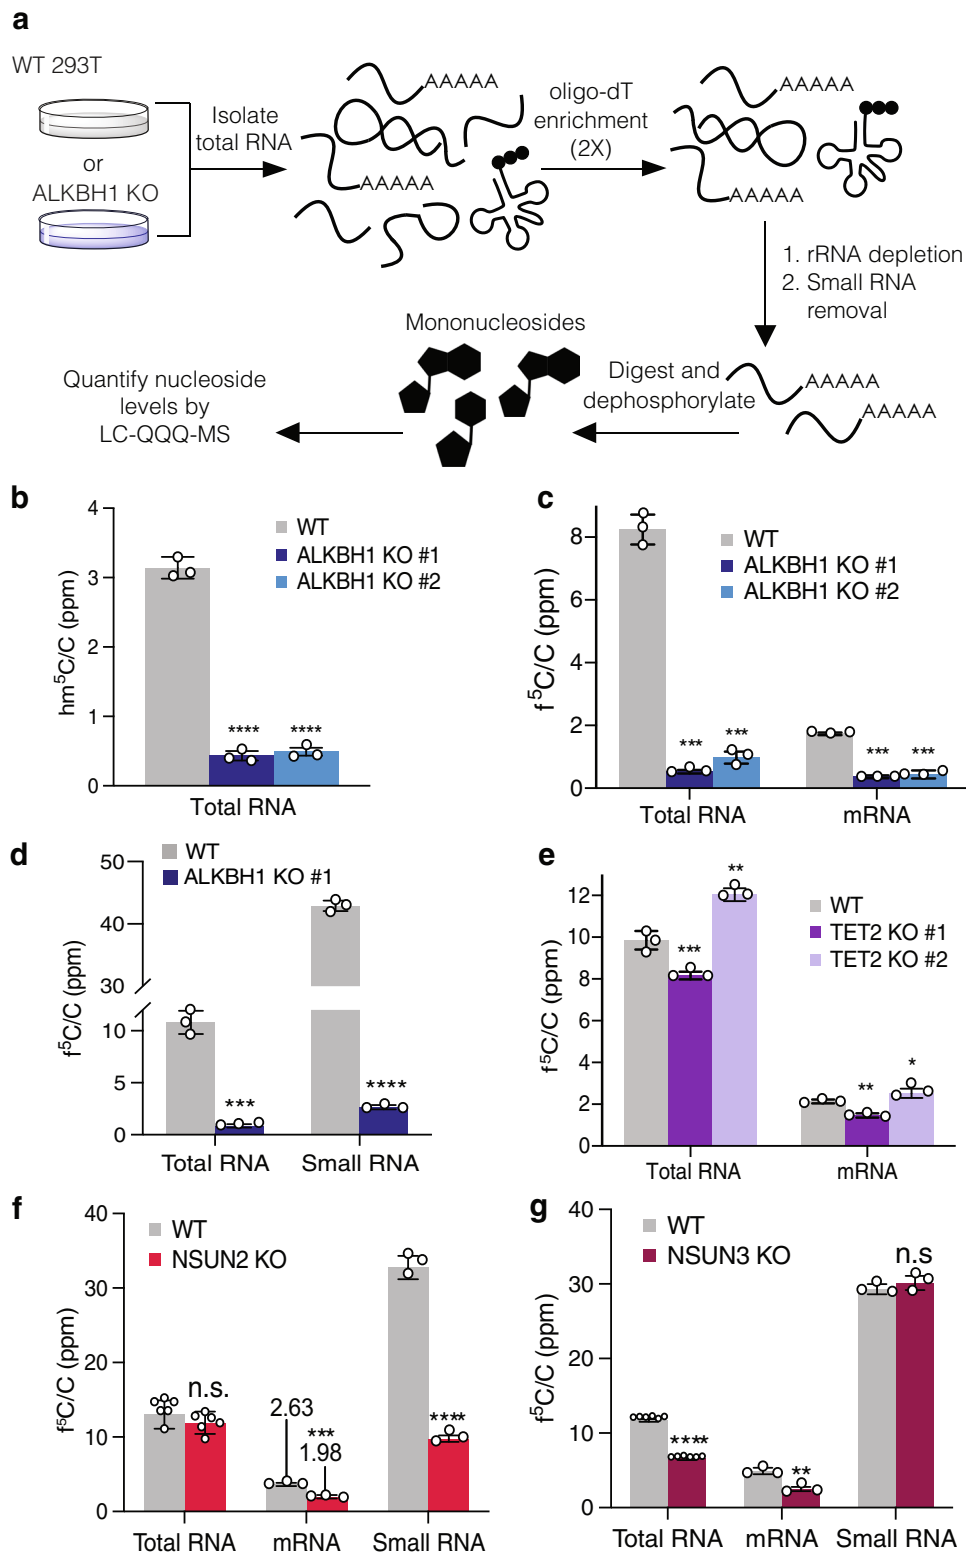 a
WT 293T
or
ALKBH1 KO
Isolate
total RNA
AAAAA
AAAAA
oligo-dT
enrichment
(2X)
AAAAA
AAAAA
1. rRNA depletion
2. Small RNA
removal
AAAAA
AAAAA
Digest and
dephosphorylate
Mononucleosides
Quantify nucleoside
levels by
LC-QQQ-MS
b
hm⁵C/C (ppm)
4
3
2
1
0
WT
ALKBH1 KO #1
ALKBH1 KO #2
****
****
Total RNA
c
f⁵C/C (ppm)
8
6
4
2
0
WT
ALKBH1 KO #1
ALKBH1 KO #2
***
***
***
***
Total RNA
mRNA
d
f⁵C/C (ppm)
50
40
30
10
5
0
WT
ALKBH1 KO #1
***
****
Total RNA
Small RNA
e
f⁵C/C (ppm)
12
10
8
6
4
2
0
WT
TET2 KO #1
TET2 KO #2
***
**
**
*
Total RNA
mRNA
f
f⁵C/C (ppm)
40
30
20
10
0
WT
NSUN2 KO
n.s.
2.63
***
1.98
****
Total RNA
mRNA
Small RNA
g
f⁵C/C (ppm)
40
30
20
10
0
WT
NSUN3 KO
****
**
n.s
Total RNA
mRNA
Small RNA